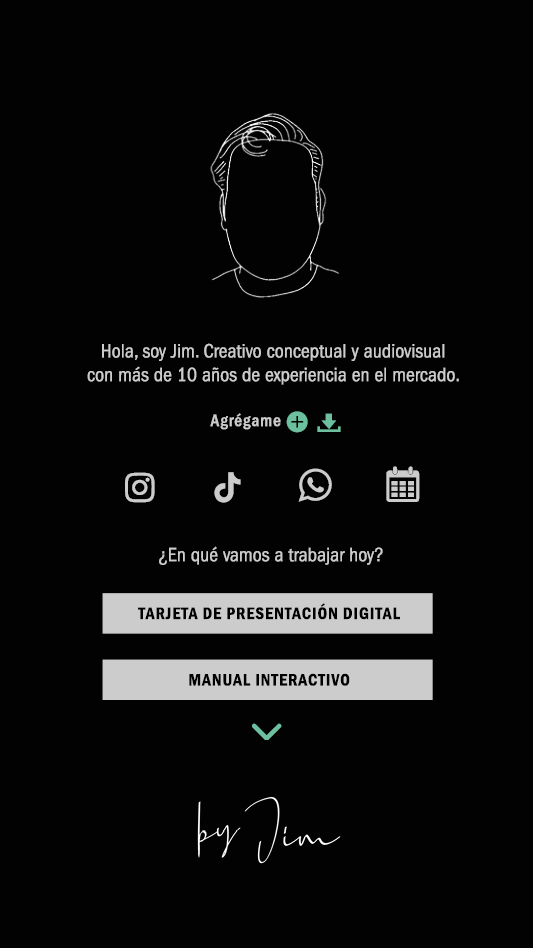 Hola, soy Jim. Creativo conceptual y audiovisual
con más de 10 años de experiencia en el mercado.
Agrégame
¿En qué vamos a trabajar hoy?
TARJETA DE PRESENTACIÓN DIGITAL
MANUAL INTERACTIVO
by Jim